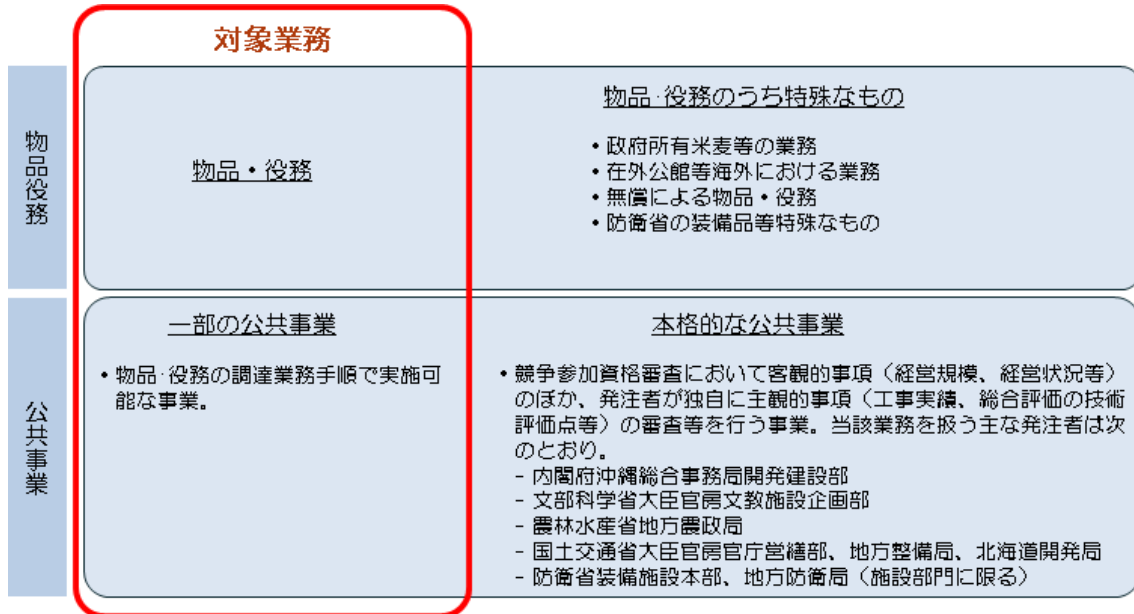 対象業務
物品役務
物品・役務
物品・役務のうち特殊なもの
• 政府所有米麦等の業務
• 在外公館等海外における業務
• 無償による物品・役務
• 防衛省の装備品等特殊なもの
公共事業
一部の公共事業
• 物品・役務の調達業務手順で実施可
能な事業。
本格的な公共事業
• 競争参加資格審査において客観的事項（経営規模、経営状況等）
のほか、発注者が独自に主観的事項（工事実績、総合評価の技術
評価点等）の審査等を行う事業。当該業務を扱う主な発注者は次
のとおり。
- 内閣府沖縄総合事務局開発建設部
- 文部科学省大臣官房文教施設企画部
- 農林水産省地方農政局
- 国土交通省大臣官房官庁営繕部、地方整備局、北海道開発局
- 防衛省装備施設本部、地方防衛局（施設部門に限る）